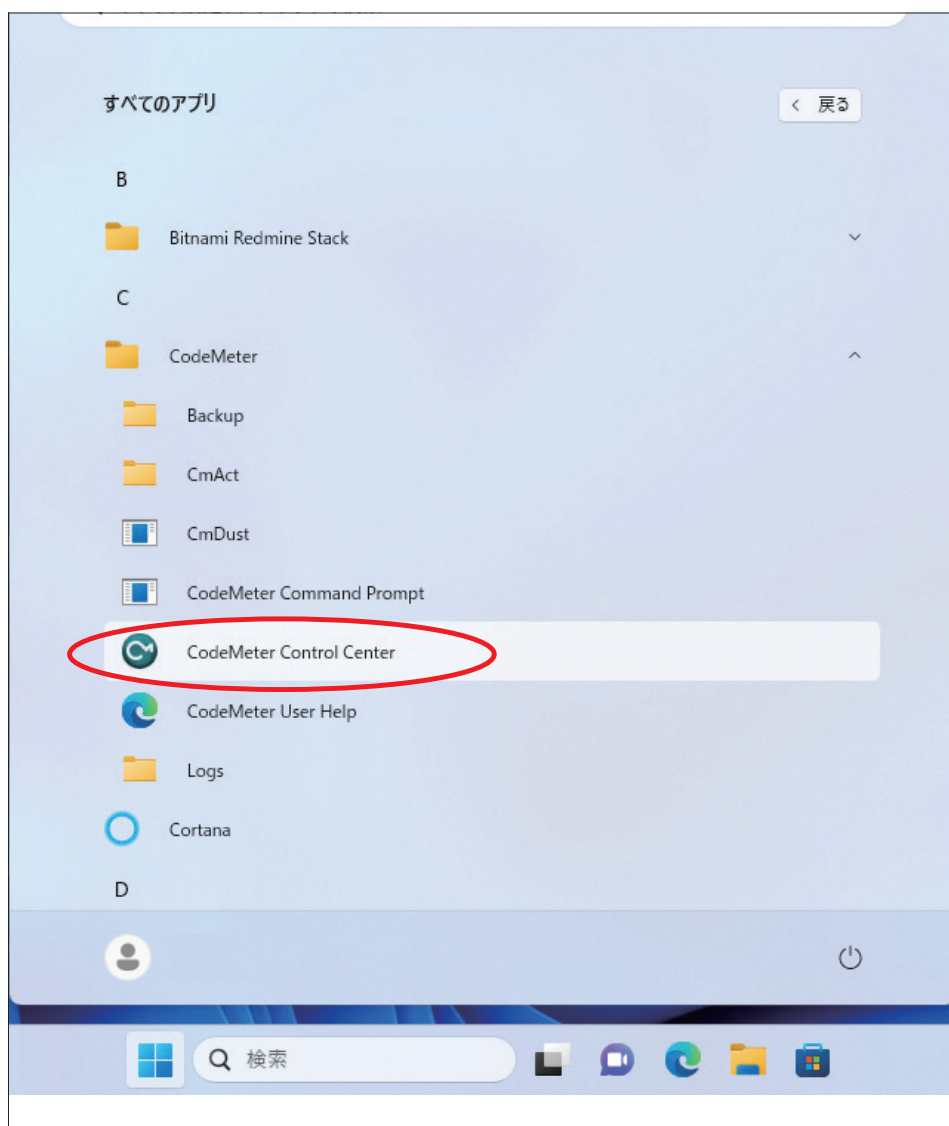 すべてのアプリ
戻る
B
Bitnami Redmine Stack
C
CodeMeter
Backup
CmAct
CmDust
CodeMeter Command Prompt
CodeMeter Control Center
CodeMeter User Help
Logs
Cortana
D
検索